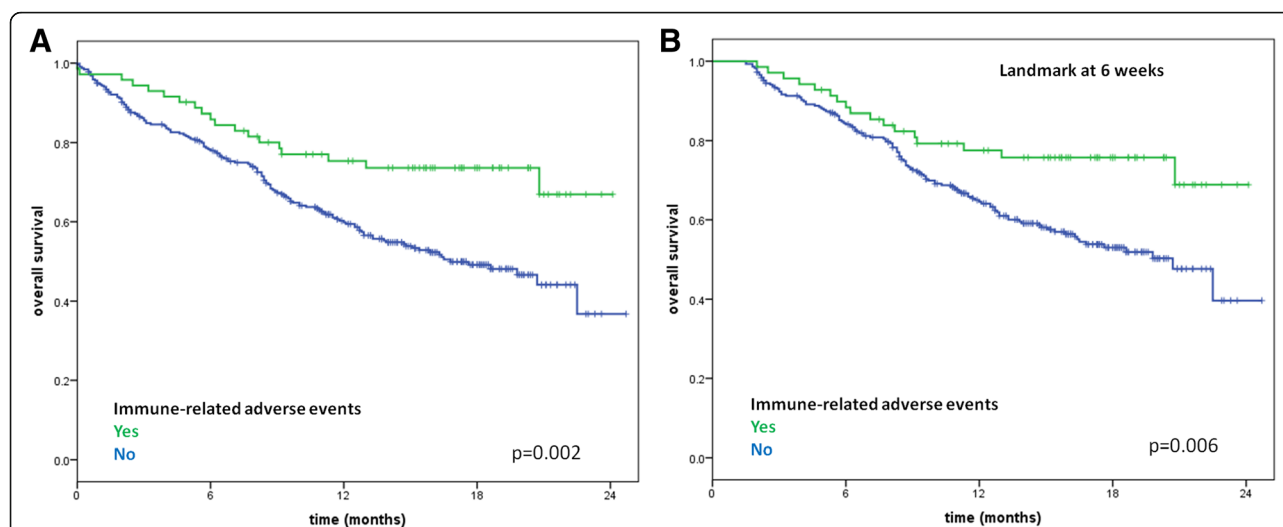 A
1.0
0.8
0.6
0.4
0.2
0.0
overall survival
Immune-related adverse events
Yes
No
p=0.002
0 6 12 18 24
time (months)
B
Landmark at 6 weeks
1.0
0.8
0.6
0.4
0.2
0.0
overall survival
Immune-related adverse events
Yes
No
p=0.006
0 6 12 18 24
time (months)